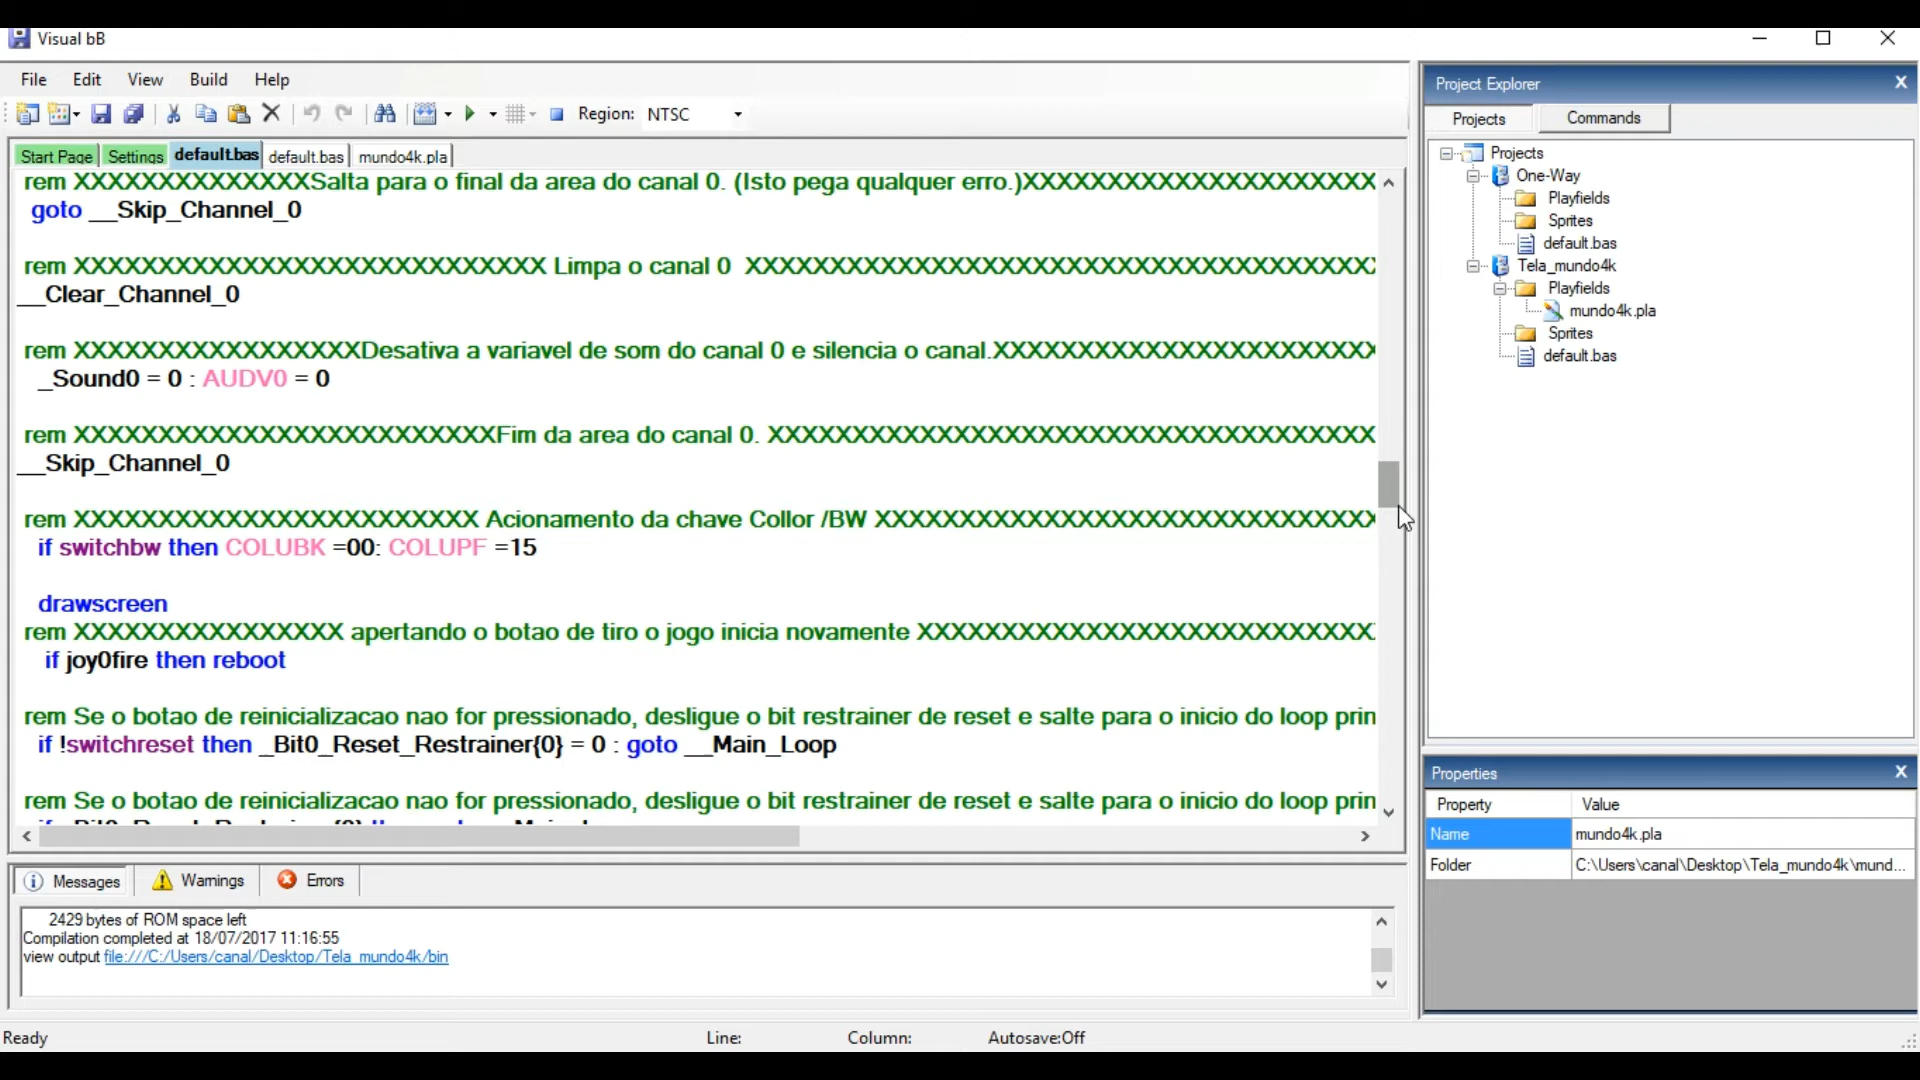 Visual bB
File Edit View Build Help
Region: NTSC
Start Page Settings default.bas default.bas mundo4k.pla
rem XXXXXXXXXXXXXXSalta para o final da area do canal 0. (Isto pega qualquer erro.)XXXXXXXXXXXXXXXXXXXXX
goto __Skip_Channel_0
rem XXXXXXXXXXXXXXXXXXXXXXXXXXXX Limpa o canal 0 XXXXXXXXXXXXXXXXXXXXXXXXXXXXXXXXXXXXXX
__Clear_Channel_0
rem XXXXXXXXXXXXXXXXXDesativa a variavel de som do canal 0 e silencia o canal.XXXXXXXXXXXXXXXXXXXXXXX
_Sound0 = 0 : AUDV0 = 0
rem XXXXXXXXXXXXXXXXXXXXXXXXXFim da area do canal 0. XXXXXXXXXXXXXXXXXXXXXXXXXXXXXXXXXXXX
__Skip_Channel_0
rem XXXXXXXXXXXXXXXXXXXXXXXX Acionamento da chave Collor /BW XXXXXXXXXXXXXXXXXXXXXXXXXXXXXX
if switchbw then COLUBK =00: COLUPF =15
drawscreen
rem XXXXXXXXXXXXXXXX apertando o botao de tiro o jogo inicia novamente XXXXXXXXXXXXXXXXXXXXXXXXXXX
if joy0fire then reboot
rem Se o botao de reinicializacao nao for pressionado, desligue o bit restrainer de reset e salte para o inicio do loop prin
if !switchreset then _Bit0_Reset_Restrainer{0} = 0 : goto __Main_Loop
rem Se o botao de reinicializacao nao for pressionado, desligue o bit restrainer de reset e salte para o inicio do loop prin
Messages Warnings Errors
2429 bytes of ROM space left
Compilation completed at 18/07/2017 11:16:55
view output file:///C:/Users/canal/Desktop/Tela_mundo4k/bin
Ready Line: Column: Autosave:Off
Project Explorer X
Projects Commands
Projects
One-Way
Playfields
Sprites
default.bas
Tela_mundo4k
Playfields
mundo4k.pla
Sprites
default.bas
Properties X
Property Value
Name mundo4k.pla
Folder C:\Users\canal\Desktop\Tela_mundo4k\mund...